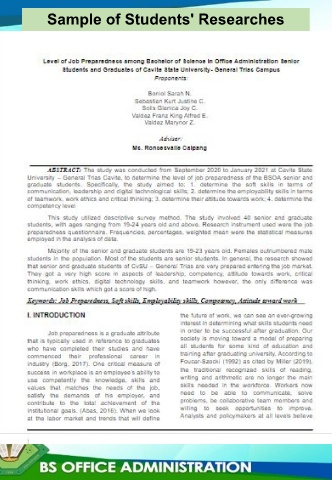 Sample of Students' Researches
Level of Job Preparedness among Bachelor of Science in Office Administration Senior
Students and Graduates of Cavite State University- General Trias Campus
Proponents:
Boniol Sarah N.
Sebastian Kurt Justine C.
Solis Glenica Joy C.
Valdez Franz King Alfred E.
Valdez Marynor Z.
Adviser:
Ms. Ronaesvalle Caigang
ABSTRACT: The study was conducted from September 2020 to January 2021 at Cavite State
University – General Trias Cavite, to determine the level of job preparedness of the BSOA senior and
graduate students. Specifically, the study aimed to: 1. determine the soft skills in terms of
communication, leadership and digital technological skills; 2. determine the employability skills in terms
of teamwork, work ethics and critical thinking; 3. determine their attitude towards work; 4. determine the
competency level
This study utilized descriptive survey method. The study involved 40 senior and graduate
students, with ages ranging from 19-24 years old and above. Research instrument used were the job
preparedness questionnaires. Frequencies, percentages, weighted mean were the statistical measures
employed in the analysis of data.
Majority of the senior and graduate students are 19-23 years old. Females outnumbered male
students in the population. Most of the students are senior students. In general, the research showed
that senior and graduate students of CvSU – General Trias are very prepared entering the job market.
They got a very high score in aspects of leadership, competency, attitude towards work, critical
thinking, work ethics, digital technology skills, and teamwork however, the only difference was
communication skills which got a score of high.
Keywords: Job Preparedness, Soft skills, Employability skills, Competency, Attitude toward work
I. INTRODUCTION
Job preparedness is a graduate attribute
that is typically used in reference to graduates
who have completed their studies and have
commenced their professional career in
industry (Borg, 2017). One critical measure of
success in workplace is an employee's ability to
use competently the knowledge, skills and
values that matches the needs of the job,
satisfy the demands of his employer, and
contribute to the total achievement of the
institutional goals. (Abas, 2016). When we look
at the labor market and trends that will define
the future of work, we can see an ever-growing
interest in determining what skills students need
in order to be successful after graduation. Our
society is moving toward a model of preparing
all students for some kind of education and
training after graduating university. According to
(1992) as cited by Miller (2019),
the traditional recognized skills of reading,
writing and arithmetic are no longer the main
skills needed in the workforce. Workers now
need to be able to communicate, solve
problems, be collaborative team members and
willing to seek opportunities to improve.
Analysts and policymakers at all levels believe
BS OFFICE ADMINISTRATION